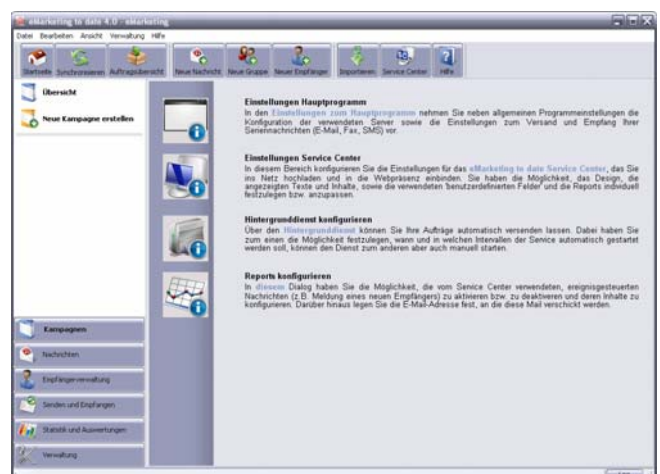 eMarketing to date 4.0 - eMarketing
Datei Bearbeiten Ansicht Verwaltung Hilfe
Startseite Synchronisieren Auftragsübersicht Neue Nachricht Neue Gruppe Neuer Empfänger Importieren Service Center Hilfe
Übersicht
Neue Kampagne erstellen
Einstellungen Hauptprogramm
In den Einstellungen zum Hauptprogramm nehmen Sie neben allgemeinen Programmeinstellungen die
Konfiguration der verwendeten Server sowie die Einstellungen zum Versand und Empfang Ihrer
Seriennachrichten (E-Mail, Fax, SMS) vor.
Einstellungen Service Center
In diesem Bereich konfigurieren Sie die Einstellungen für das eMarketing to date Service Center, das Sie
ins Netz hochladen und in die Webpräsenz einbinden. Sie haben die Möglichkeit, das Design, die
angezeigten Texte und Inhalte, sowie die verwendeten 'benutzerdefinierten Felder' und die Reports individuell
festzulegen bzw. anzupassen.
Hintergrunddienst konfigurieren
Über den Hintergrunddienst können Sie Ihre Aufträge automatisch versenden lassen. Dabei haben Sie
zum einen die Möglichkeit festzulegen, wann und in welchen Intervallen der Service automatisch gestartet
werden soll, können den Dienst zum anderen aber auch manuell starten.
Reports konfigurieren
In diesem Dialog haben Sie die Möglichkeit, die vom Service Center verwendeten, ereignisgesteuerten
Nachrichten (z.B. Meldung eines neuen Empfängers) zu aktivieren bzw. zu deaktivieren und deren Inhalte zu
konfigurieren. Darüber hinaus legen Sie die E-Mail-Adresse fest, an die diese Mail verschickt werden.
Kampagnen
Nachrichten
Empfängerverwaltung
Senden und Empfangen
Statistik und Auswertungen
Verwaltung